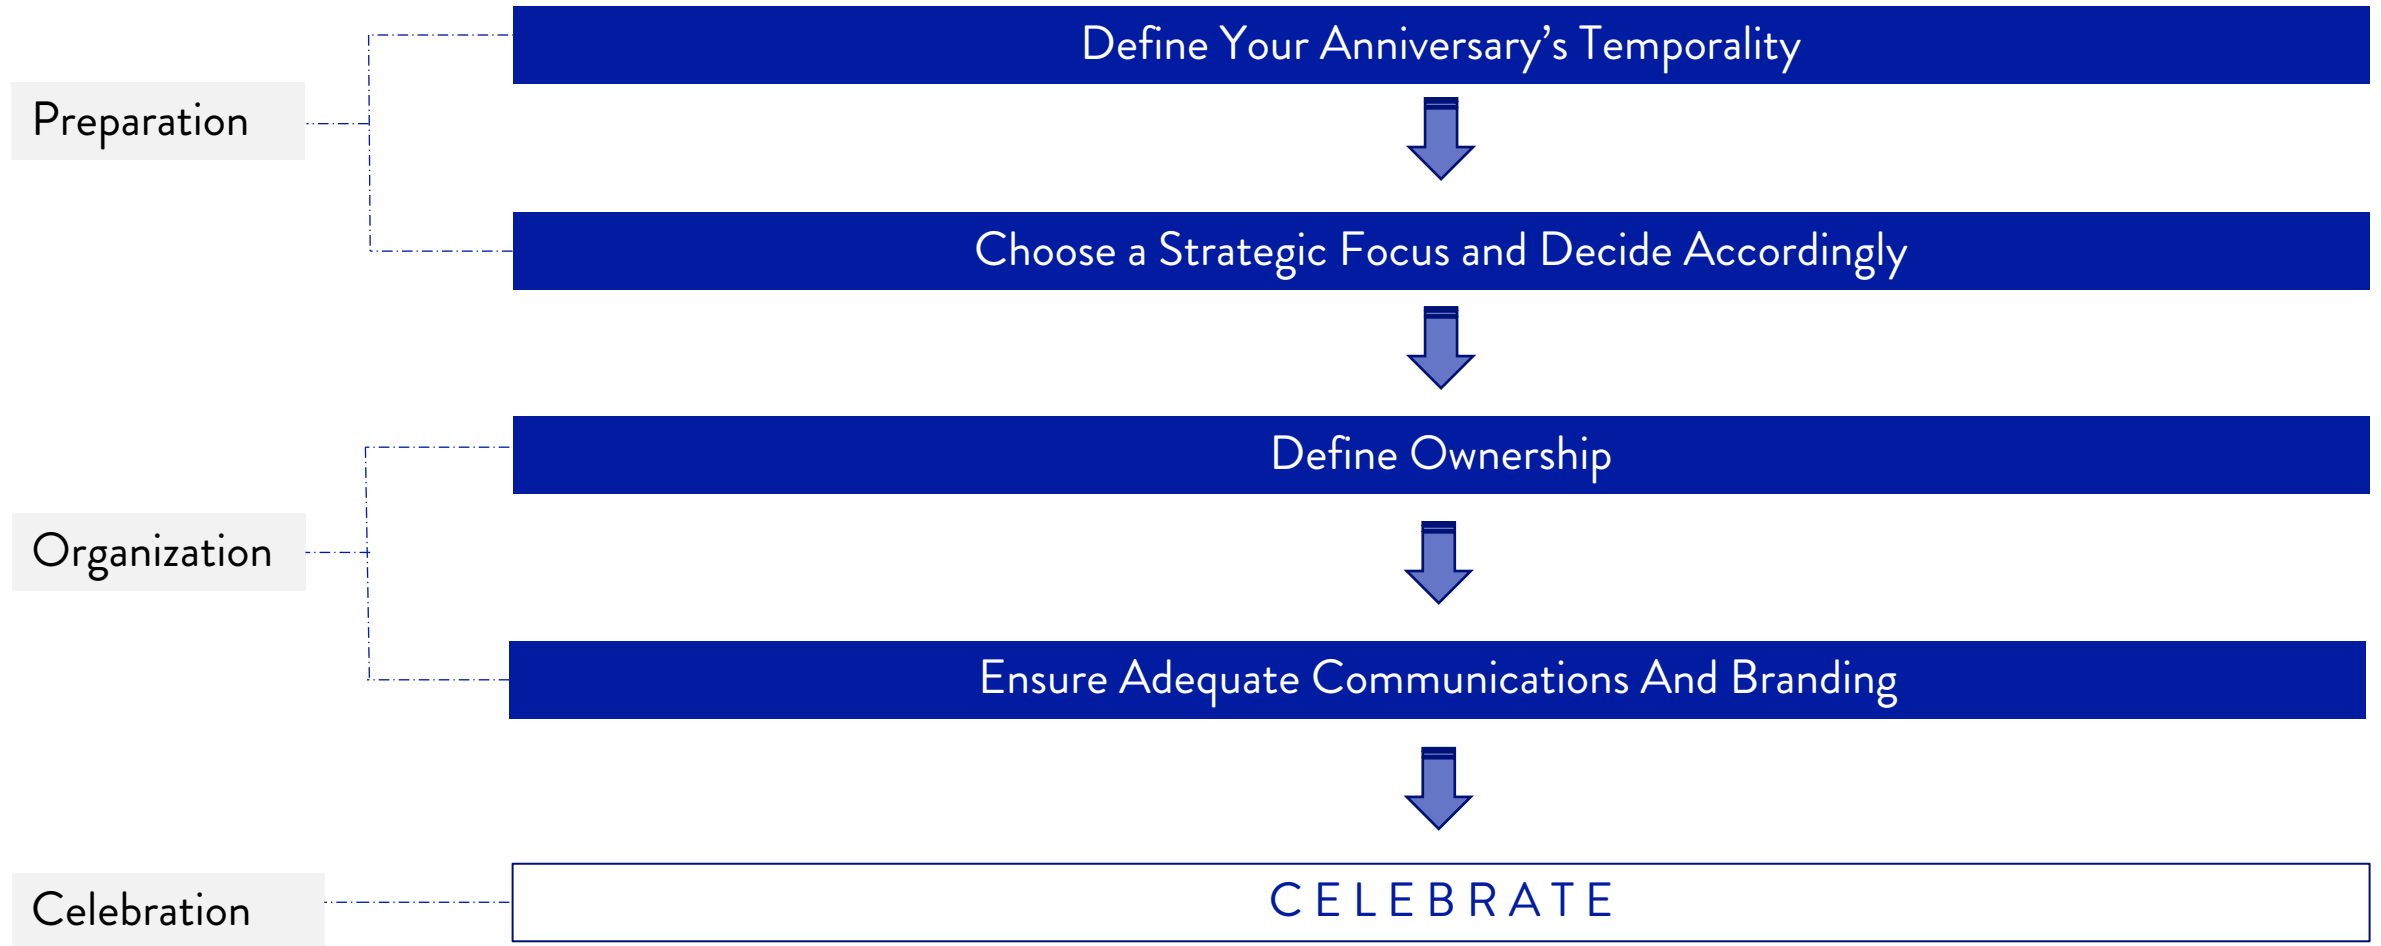 Define Your Anniversary’s Temporality
Preparation
Choose a Strategic Focus and Decide Accordingly
Define Ownership
Organization
Ensure Adequate Communications And Branding
Celebration
CELEBRATE